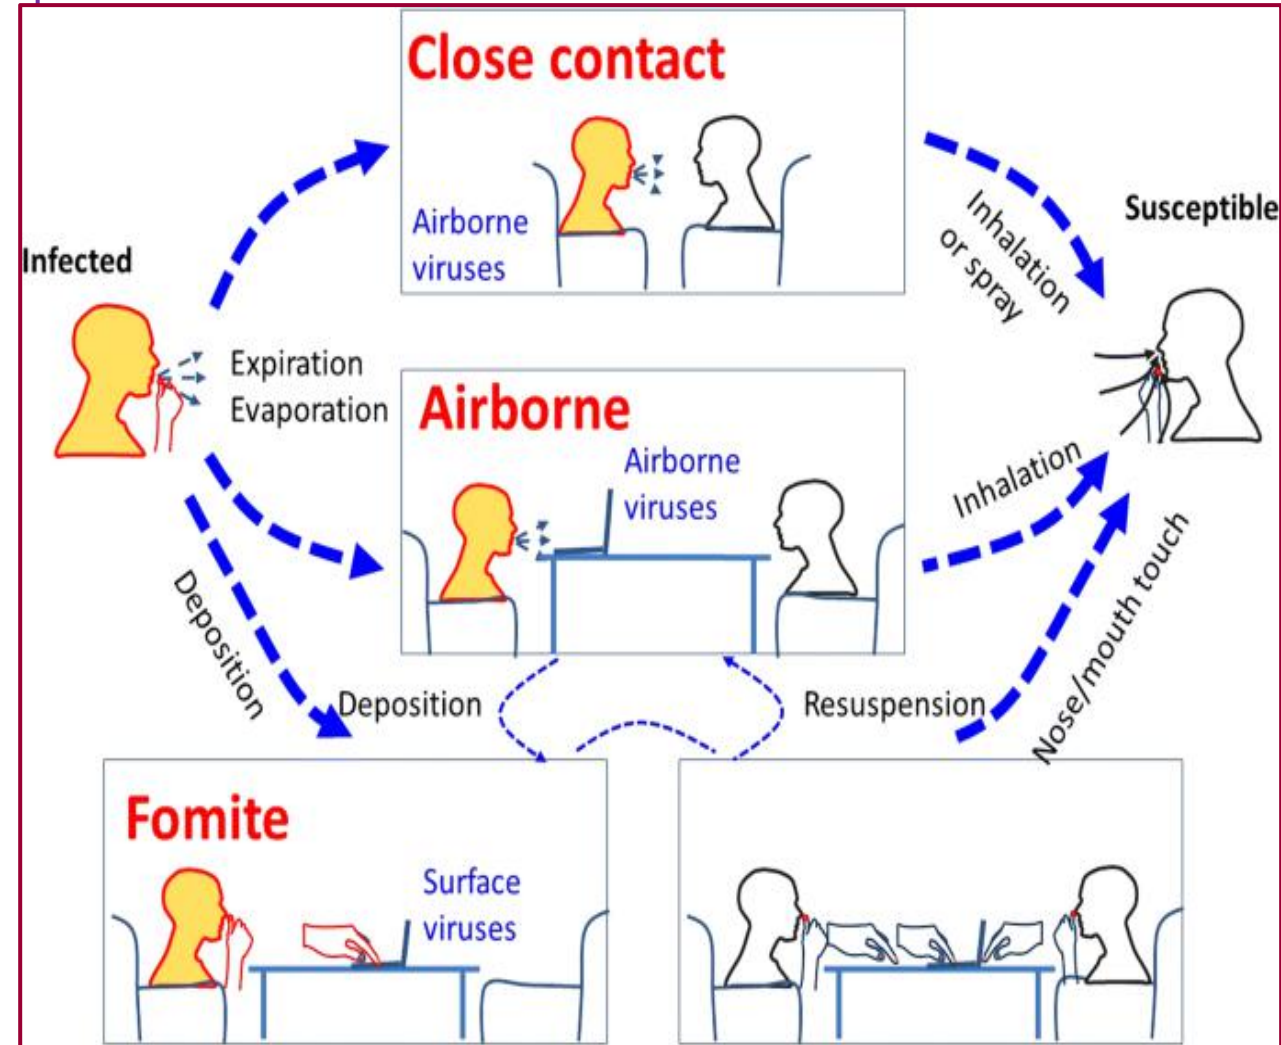 Close contact
Airborne
viruses
Infected
Susceptible
Inhalation
or spray
Expiration
Evaporation
Airborne
Airborne
viruses
Inhalation
Deposition
Deposition
Resuspension
Nose/mouth touch
Fomite
Surface
viruses